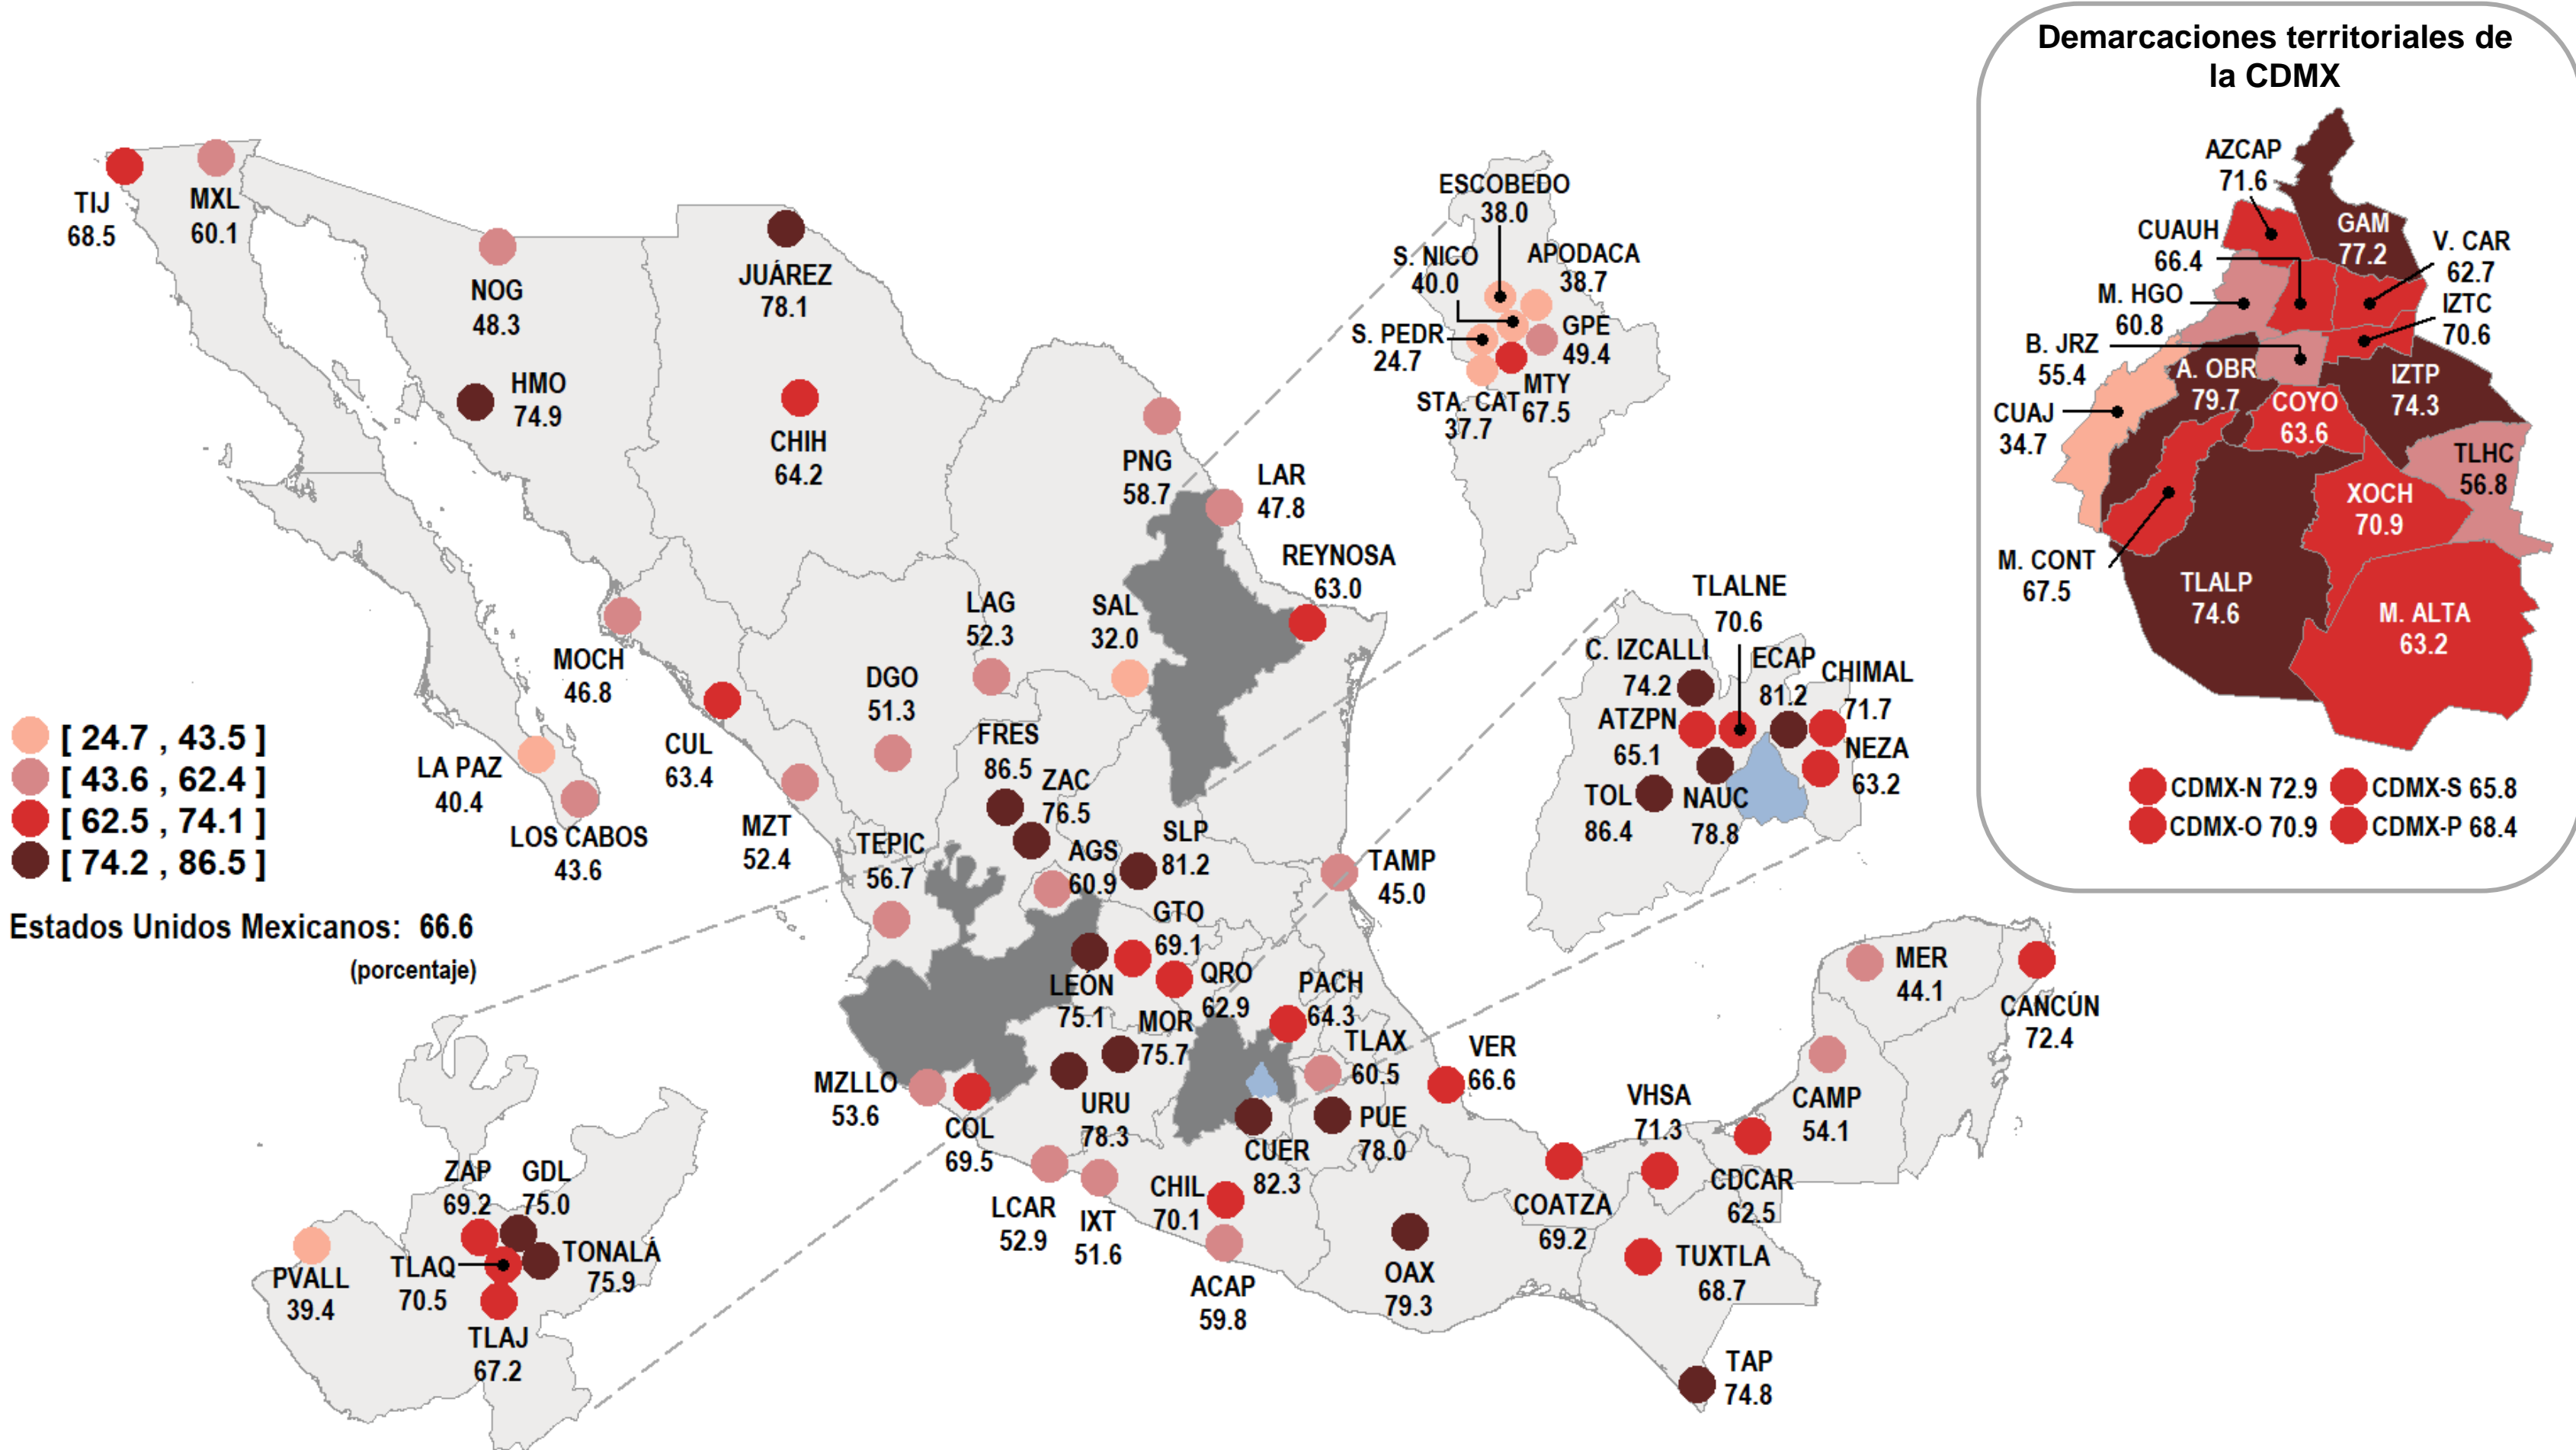 Demarcaciones territoriales de
la CDMX
AZCAP
71.6
CUAUH
66.4
GAM
77.2
V. CAR
62.7
M. HGO
60.8
IZTC
70.6
B. JRZ
55.4
A. OBR
79.7
IZTP
74.3
CUAJ
34.7
COYO
63.6
TLHC
56.8
XOCH
70.9
M. CONT
67.5
TLALP
74.6
M. ALTA
63.2
CDMX-N 72.9
CDMX-S 65.8
CDMX-O 70.9
CDMX-P 68.4
TIJ
68.5
MXL
60.1
NOG
48.3
JUÁREZ
78.1
HMO
74.9
CHIH
64.2
ESCOBEDO
38.0
S. NICO
40.0
APODACA
38.7
S. PEDR
24.7
GPE
49.4
STA. CAT
37.7
MTY
67.5
PNG
58.7
LAR
47.8
REYNOSA
63.0
LAG
52.3
SAL
32.0
MOCH
46.8
DGO
51.3
CUL
63.4
LA PAZ
40.4
LOS CABOS
43.6
MZT
52.4
FRES
86.5
ZAC
76.5
TEPIC
56.7
AGS
60.9
SLP
81.2
TAMP
45.0
TLALNE
70.6
C. IZCALLI
74.2
ECAP
81.2
CHIMAL
71.7
ATZPN
65.1
NEZA
63.2
TOL
86.4
NAUC
78.8
[ 24.7 , 43.5 ]
[ 43.6 , 62.4 ]
[ 62.5 , 74.1 ]
[ 74.2 , 86.5 ]
Estados Unidos Mexicanos: 66.6
(porcentaje)
GTO
69.1
LEÓN
75.1
QRO
62.9
PACH
64.3
MOR
75.7
TLAX
60.5
VER
66.6
MZLLO
53.6
COL
69.5
URU
78.3
CUER
82.3
PUE
78.0
LCAR
52.9
IXT
51.6
CHIL
70.1
ACAP
59.8
OAX
79.3
COATZA
69.2
VHSA
71.3
CDCAR
62.5
CAMP
54.1
MER
44.1
CANCÚN
72.4
TUXTLA
68.7
TAP
74.8
ZAP
69.2
GDL
75.0
PVALL
39.4
TLAQ
70.5
TONALÁ
75.9
TLAJ
67.2